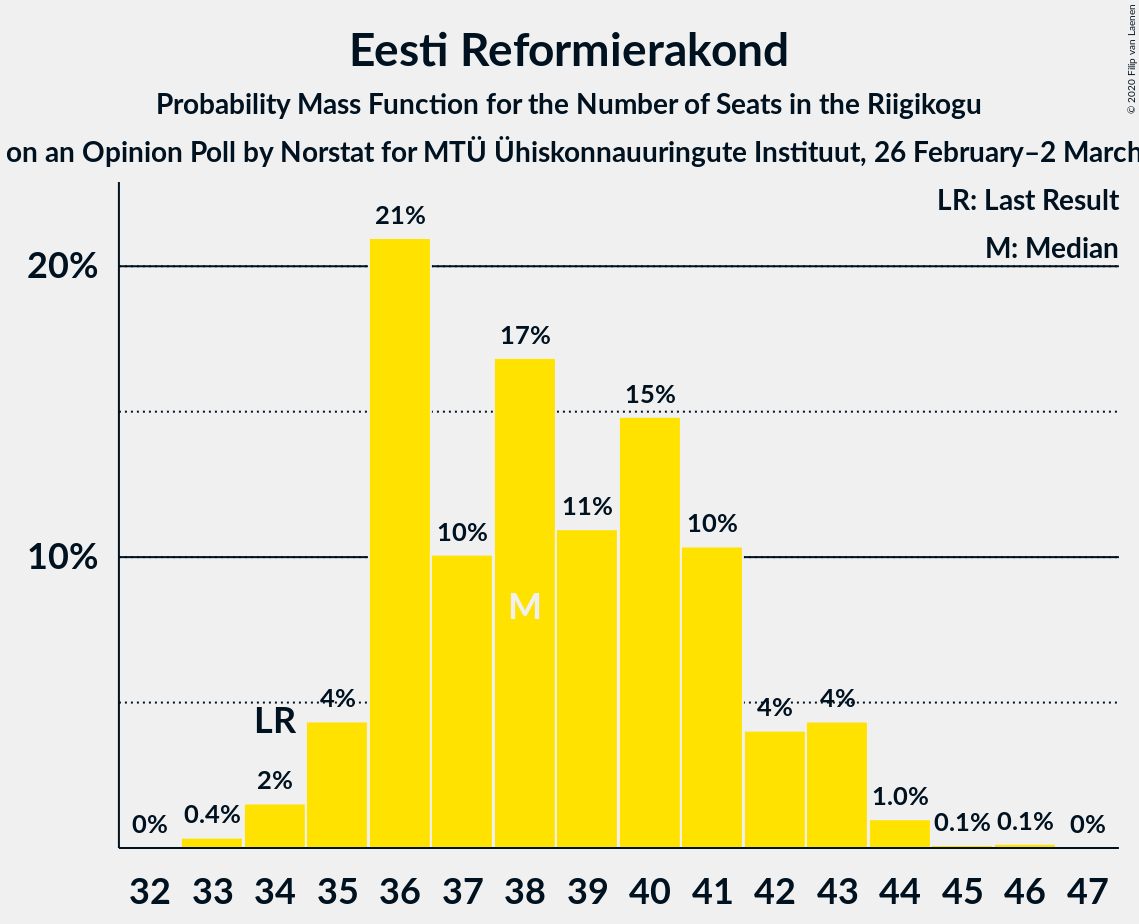 Eesti Reformierakond
Probability Mass Function for the Number of Seats in the Riigikogu
on an Opinion Poll by Norstat for MTÜ Ühiskonnauuringute Instituut, 26 February–2 March
© 2020 Filip van Laenen
LR: Last Result
M: Median
20%
10%
0%
0.4%
2%
LR
4%
21%
10%
17%
M
11%
15%
10%
4%
4%
1.0%
0.1%
0.1%
0%
32 33 34 35 36 37 38 39 40 41 42 43 44 45 46 47